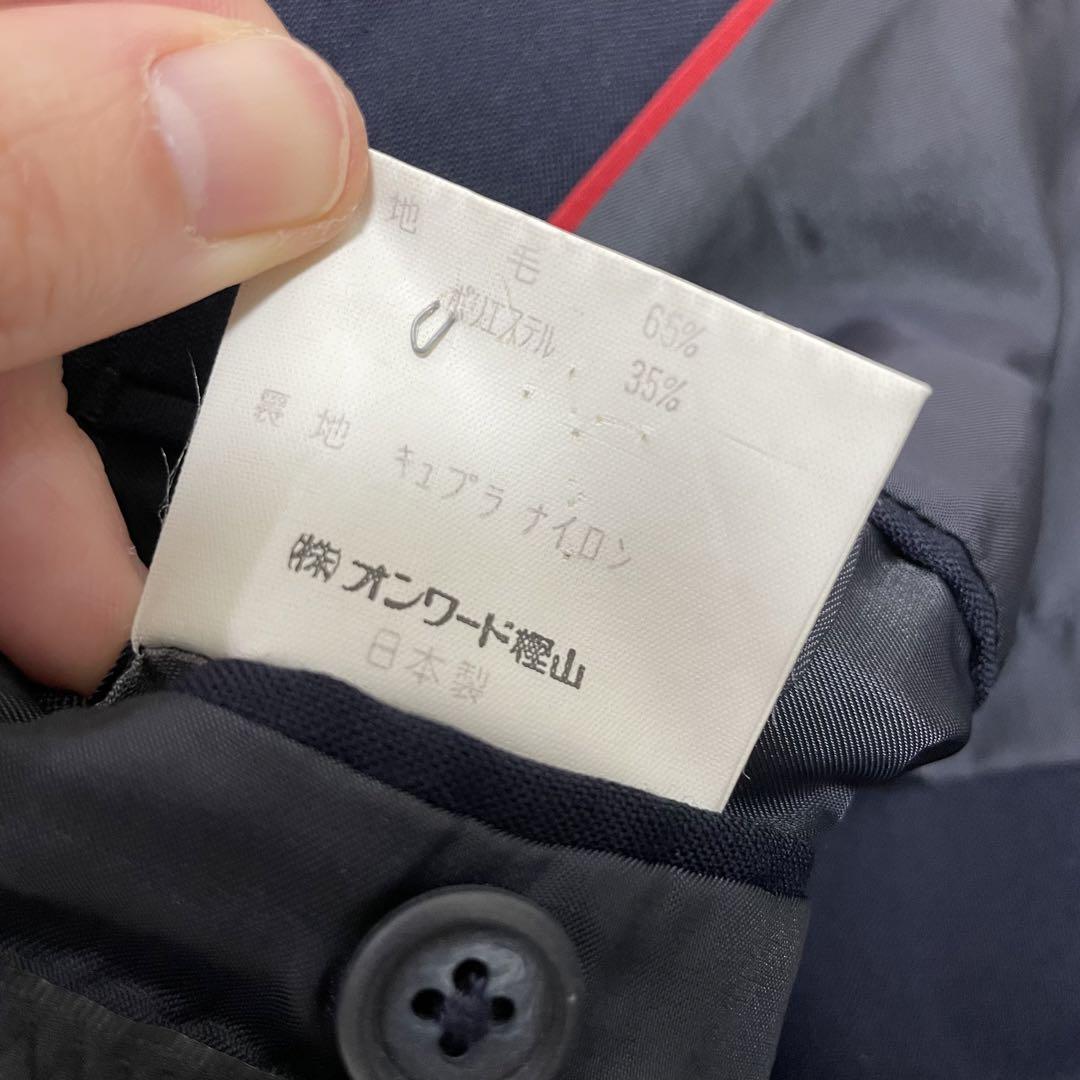 地 毛 65%
ポリエステル 35%
裏 地 キュプラ ナイロン
㈱オンワード樫山
日本製